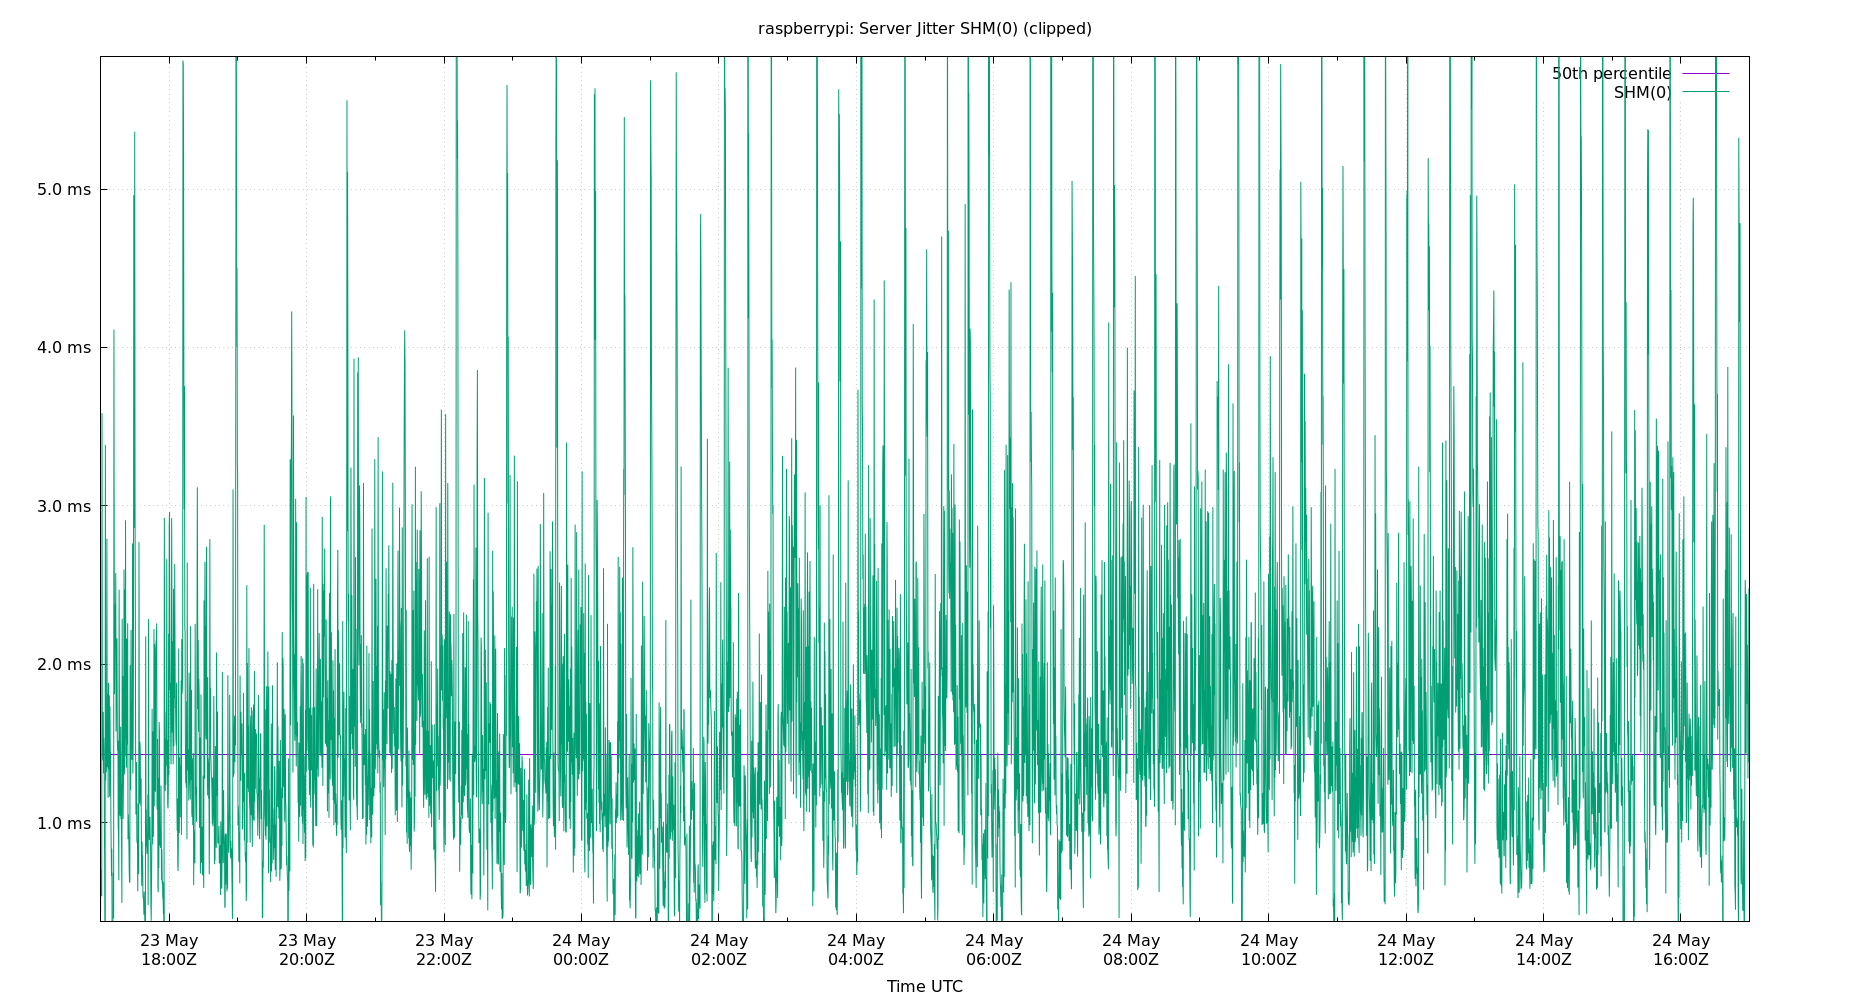 raspberrypi: Server Jitter SHM(0) (clipped)
50th percentile
SHM(0)
5.0 ms
4.0 ms
3.0 ms
2.0 ms
1.0 ms
23 May 23 May 23 May 24 May 24 May 24 May 24 May 24 May 24 May 24 May 24 May 24 May
18:00Z 20:00Z 22:00Z 00:00Z 02:00Z 04:00Z 06:00Z 08:00Z 10:00Z 12:00Z 14:00Z 16:00Z
Time UTC